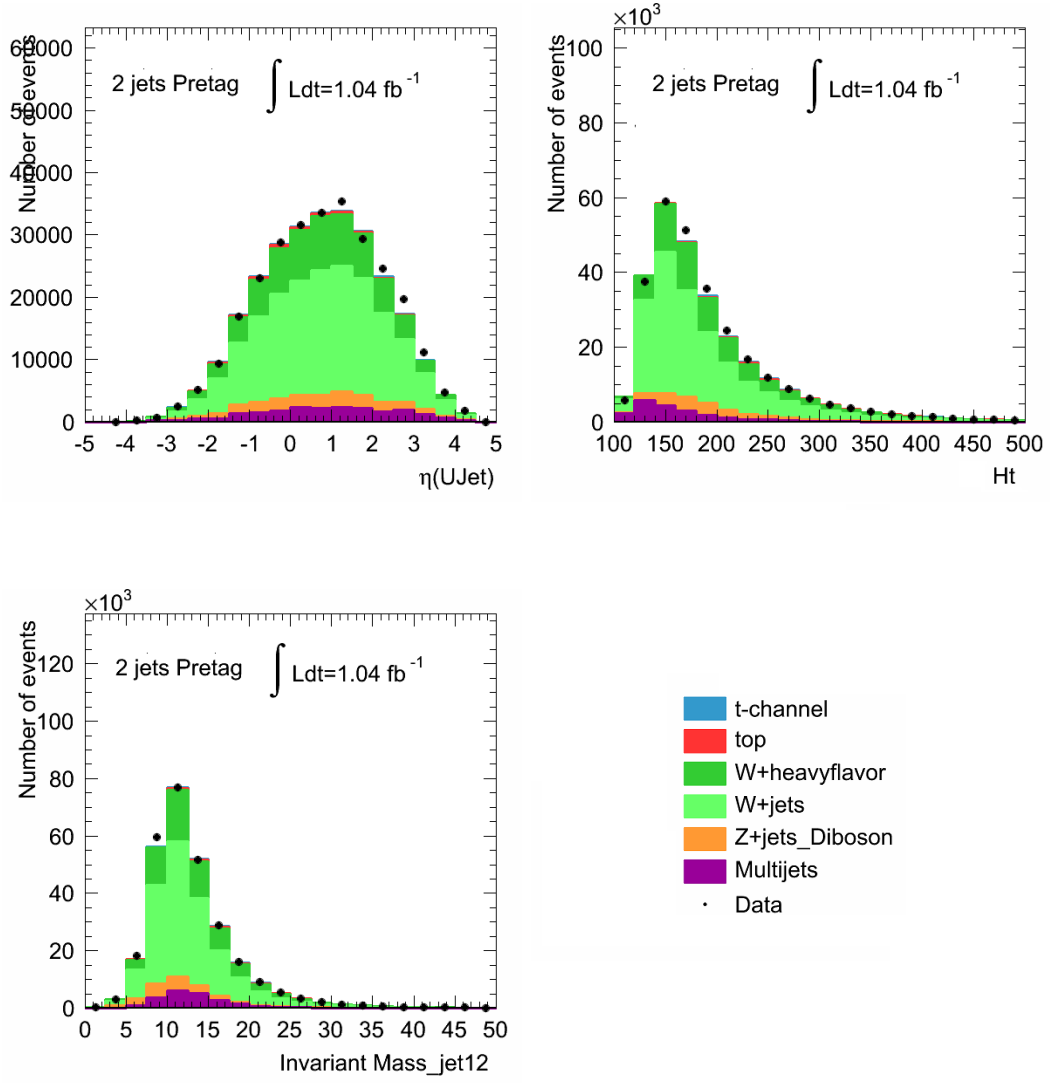 Number of events
60000
50000
40000
30000
20000
10000
0
2 jets Pretag ∫ Ldt=1.04 fb⁻¹
-5 -4 -3 -2 -1 0 1 2 3 4 5
η(UJet)
×10³
Number of events
100
80
60
40
20
0
2 jets Pretag ∫ Ldt=1.04 fb⁻¹
100 150 200 250 300 350 400 450 500
Ht
×10³
Number of events
120
100
80
60
40
20
0
2 jets Pretag ∫ Ldt=1.04 fb⁻¹
0 5 10 15 20 25 30 35 40 45 50
Invariant Mass_jet12
t-channel
top
W+heavyflavor
W+jets
Z+jets_Diboson
Multijets
Data